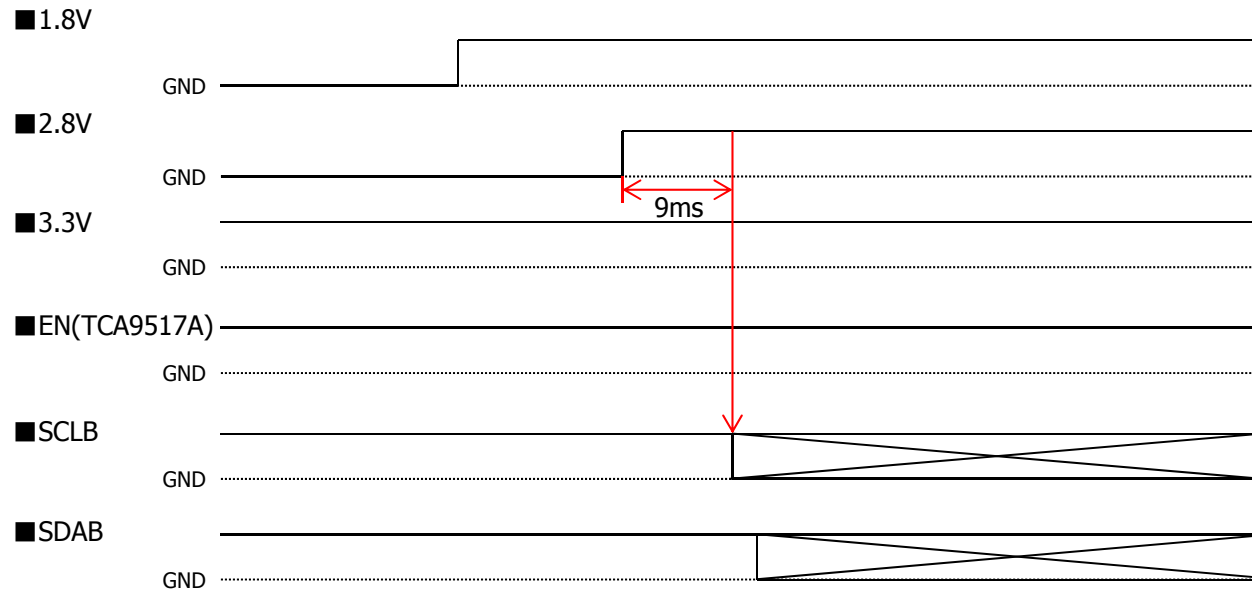 ■1.8V
GND
■2.8V
GND
9ms
■3.3V
GND
■EN(TCA9517A)
GND
■SCLB
GND
■SDAB
GND